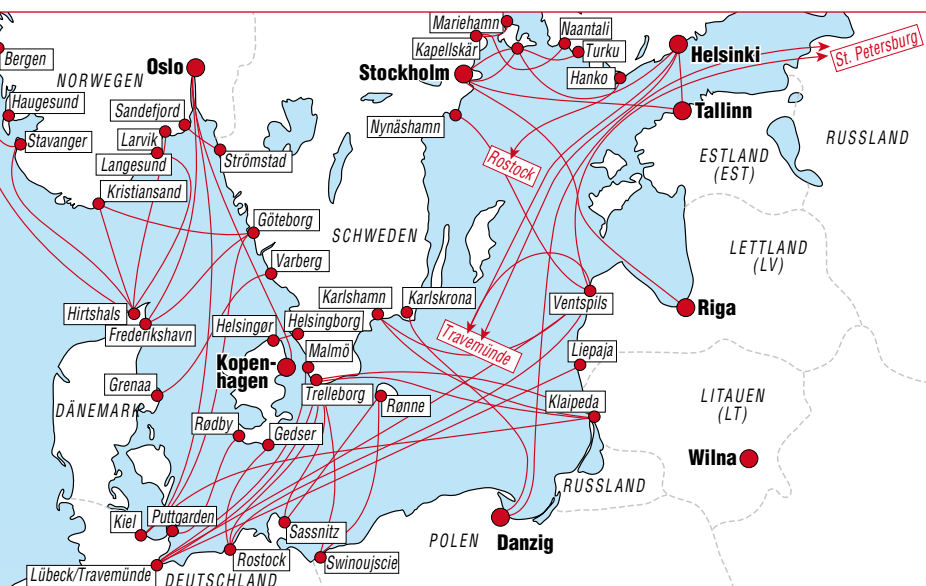 Mariehamn
Naantali
Bergen
Kapellskär
Turku
Helsinki
St. Petersburg
NORWEGEN
Oslo
Stockholm
Hanko
Haugesund
Sandefjord
Tallinn
Stavanger
Larvik
Nynäshamn
RUSSLAND
Langesund
Strömstad
Rostock
ESTLAND
(EST)
Kristiansand
Göteborg
SCHWEDEN
LETTLAND
(LV)
Varberg
Karlshamn
Karlskrona
Ventspils
Riga
Hirtshals
Helsingør
Helsingborg
Frederikshavn
Travemünde
Malmö
Liepaja
Kopen-
hagen
Grenaa
Trelleborg
Rønne
Klaipeda
LITAUEN
(LT)
DÄNEMARK
Rødby
Gedser
Wilna
RUSSLAND
Kiel
Puttgarden
Sassnitz
POLEN
Danzig
Lübeck/Travemünde
Rostock
Swinoujscie
DEUTSCHLAND